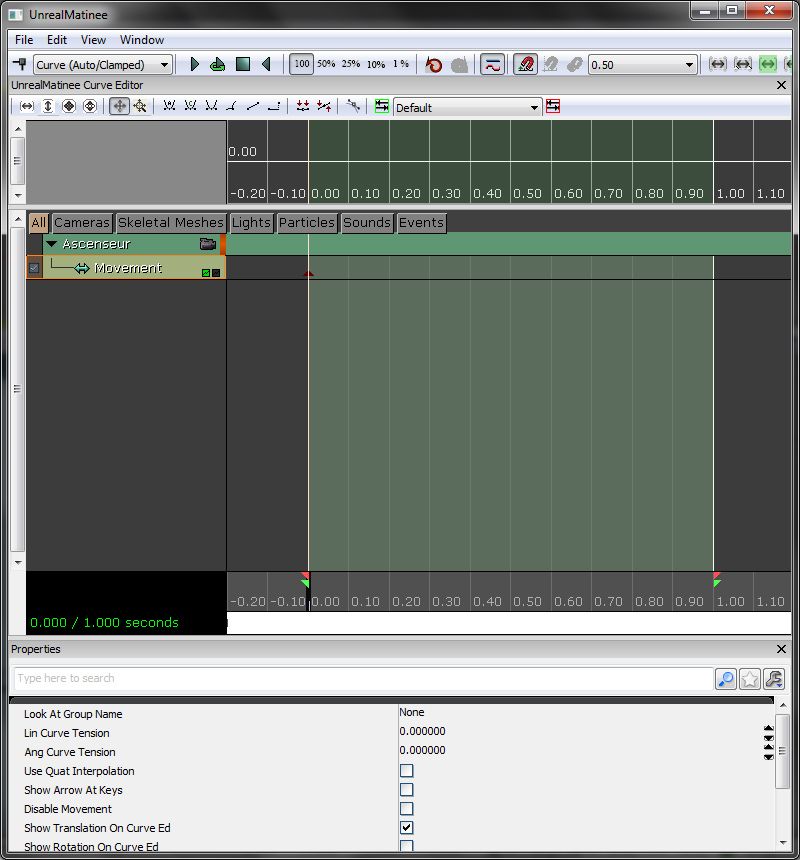 UnrealMatinee
File Edit View Window
Curve (Auto/Clamped) 100 50% 25% 10% 1 % 0.50
UnrealMatinee Curve Editor
Default
0.00
-0.20 -0.10 0.00 0.10 0.20 0.30 0.40 0.50 0.60 0.70 0.80 0.90 1.00 1.10
All Cameras Skeletal Meshes Lights Particles Sounds Events
Ascenseur
Movement
-0.20 -0.10 0.00 0.10 0.20 0.30 0.40 0.50 0.60 0.70 0.80 0.90 1.00 1.10
0.000 / 1.000 seconds
Properties
Type here to search
Look At Group Name None
Lin Curve Tension 0.000000
Ang Curve Tension 0.000000
Use Quat Interpolation
Show Arrow At Keys
Disable Movement
Show Translation On Curve Ed
Show Rotation On Curve Ed